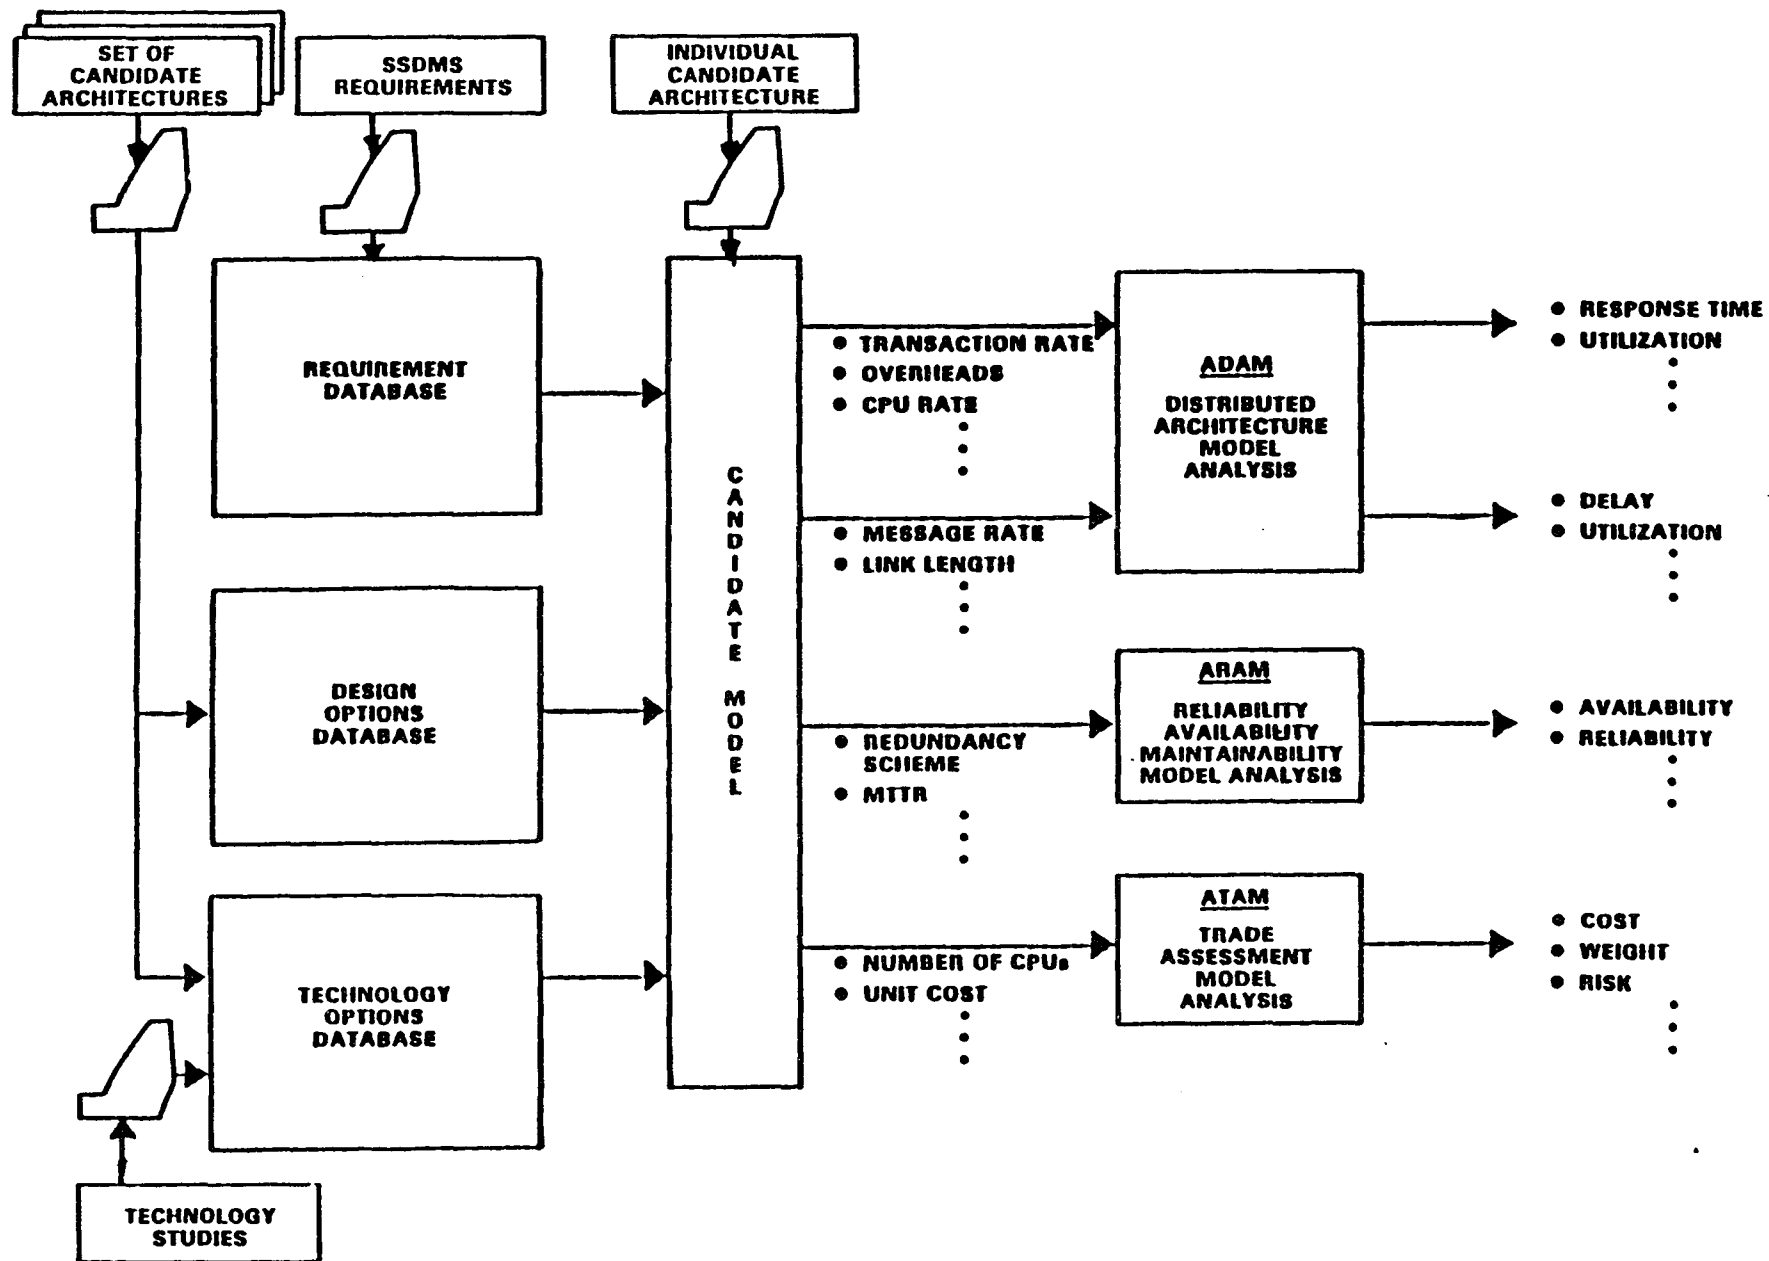 SET OF
CANDIDATE
ARCHITECTURES
SSDMS
REQUIREMENTS
INDIVIDUAL
CANDIDATE
ARCHITECTURE
REQUIREMENT
DATABASE
DESIGN
OPTIONS
DATABASE
TECHNOLOGY
OPTIONS
DATABASE
TECHNOLOGY
STUDIES
CANDIDATE MODEL
● TRANSACTION RATE
● OVERHEADS
● CPU RATE
● MESSAGE RATE
● LINK LENGTH
● REDUNDANCY
SCHEME
● MTTR
● NUMBER OF CPUs
● UNIT COST
ADAM
DISTRIBUTED
ARCHITECTURE
MODEL
ANALYSIS
ARAM
RELIABILITY
AVAILABILITY
MAINTAINABILITY
MODEL ANALYSIS
ATAM
TRADE
ASSESSMENT
MODEL
ANALYSIS
● RESPONSE TIME
● UTILIZATION
● DELAY
● UTILIZATION
● AVAILABILITY
● RELIABILITY
● COST
● WEIGHT
● RISK